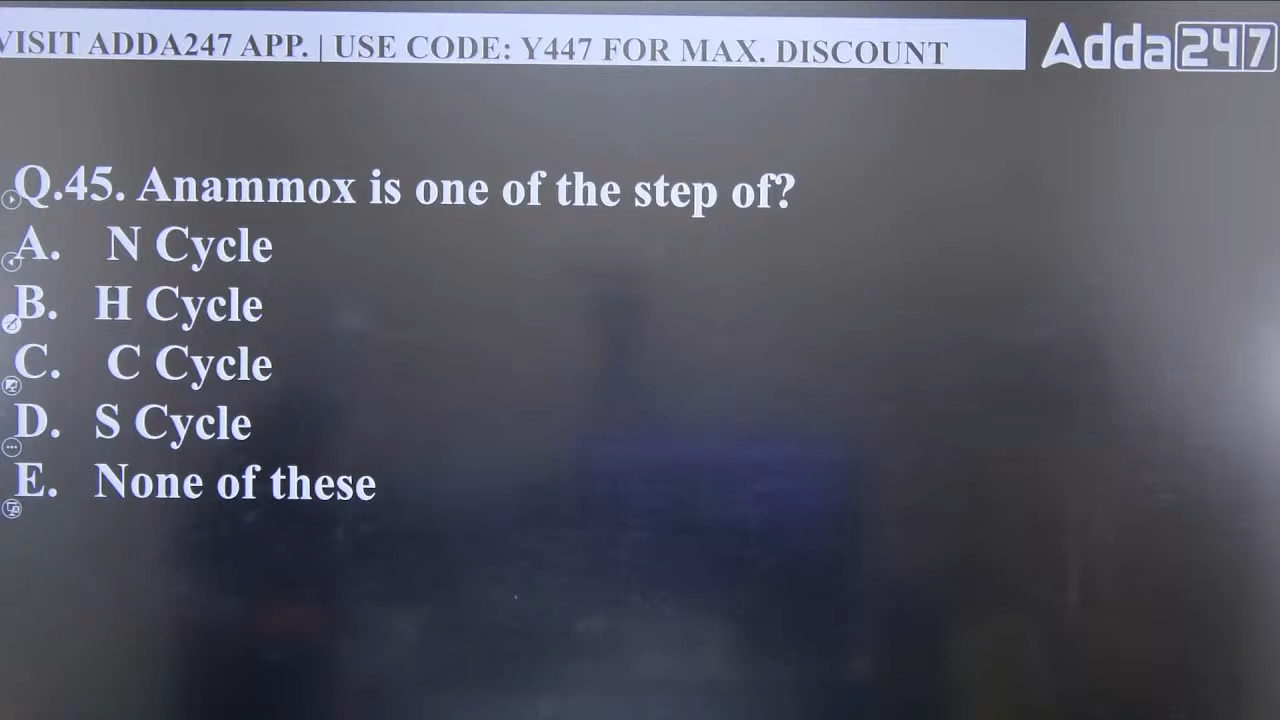 VISIT ADDA247 APP. | USE CODE: Y447 FOR MAX. DISCOUNT
Adda247
Q.45. Anammox is one of the step of?
A. N Cycle
B. H Cycle
C. C Cycle
D. S Cycle
E. None of these